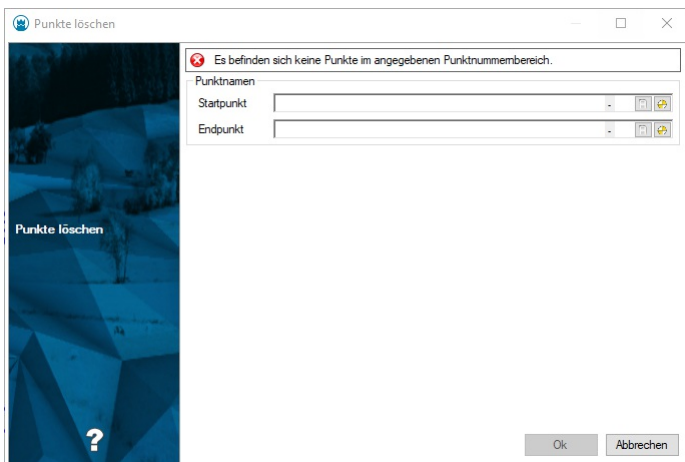 Punkte löschen
Es befinden sich keine Punkte im angegebenen Punktnummernbereich.
Punktnamen
Startpunkt
Endpunkt
Punkte löschen
?
Ok Abbrechen